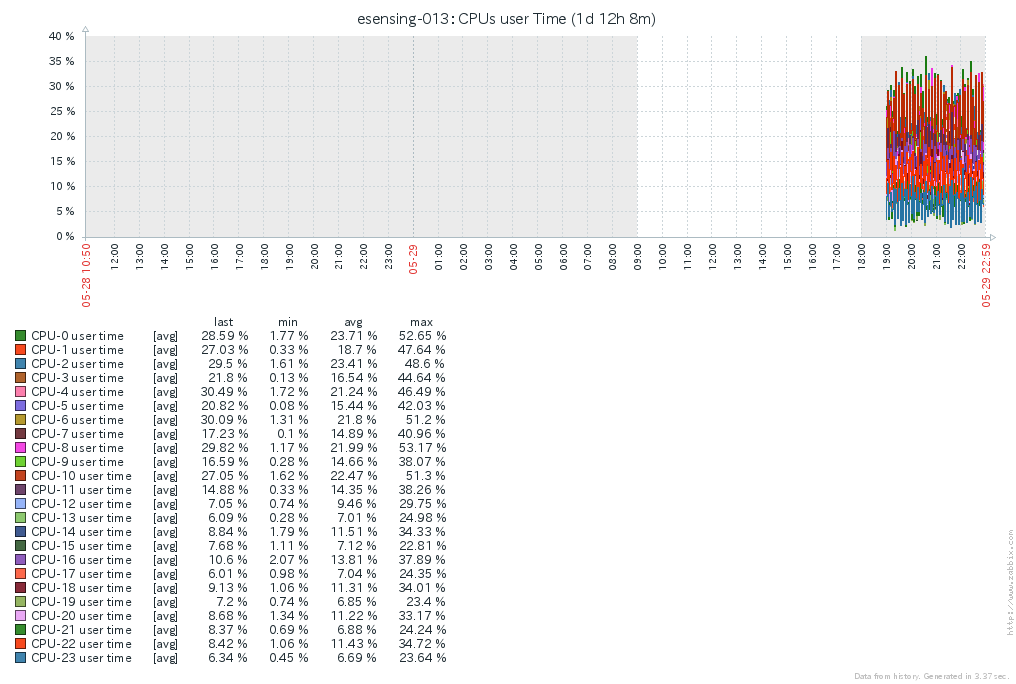 esensing-013: CPUs user Time (1d 12h 8m)
40 %
35 %
30 %
25 %
20 %
15 %
10 %
5 %
0 %
05-28 10:50
12:00
13:00
14:00
15:00
16:00
17:00
18:00
19:00
20:00
21:00
22:00
23:00
05-29
01:00
02:00
03:00
04:00
05:00
06:00
07:00
08:00
09:00
10:00
11:00
12:00
13:00
14:00
15:00
16:00
17:00
18:00
19:00
20:00
21:00
22:00
05-29 22:59
last min avg max
CPU-0 user time [avg] 28.59 % 1.77 % 23.71 % 52.65 %
CPU-1 user time [avg] 27.03 % 0.33 % 18.7 % 47.64 %
CPU-2 user time [avg] 29.5 % 1.61 % 23.41 % 48.6 %
CPU-3 user time [avg] 21.8 % 0.13 % 16.54 % 44.64 %
CPU-4 user time [avg] 30.49 % 1.72 % 21.24 % 46.49 %
CPU-5 user time [avg] 20.82 % 0.08 % 15.44 % 42.03 %
CPU-6 user time [avg] 30.09 % 1.31 % 21.8 % 51.2 %
CPU-7 user time [avg] 17.23 % 0.1 % 14.89 % 40.96 %
CPU-8 user time [avg] 29.82 % 1.17 % 21.99 % 53.17 %
CPU-9 user time [avg] 16.59 % 0.28 % 14.66 % 38.07 %
CPU-10 user time [avg] 27.05 % 1.62 % 22.47 % 51.3 %
CPU-11 user time [avg] 14.88 % 0.33 % 14.35 % 38.26 %
CPU-12 user time [avg] 7.05 % 0.74 % 9.46 % 29.75 %
CPU-13 user time [avg] 6.09 % 0.28 % 7.01 % 24.98 %
CPU-14 user time [avg] 8.84 % 1.79 % 11.51 % 34.33 %
CPU-15 user time [avg] 7.68 % 1.11 % 7.12 % 22.81 %
CPU-16 user time [avg] 10.6 % 2.07 % 13.81 % 37.89 %
CPU-17 user time [avg] 6.01 % 0.98 % 7.04 % 24.35 %
CPU-18 user time [avg] 9.13 % 1.06 % 11.31 % 34.01 %
CPU-19 user time [avg] 7.2 % 0.74 % 6.85 % 23.4 %
CPU-20 user time [avg] 8.68 % 1.34 % 11.22 % 33.17 %
CPU-21 user time [avg] 8.37 % 0.69 % 6.88 % 24.24 %
CPU-22 user time [avg] 8.42 % 1.06 % 11.43 % 34.72 %
CPU-23 user time [avg] 6.34 % 0.45 % 6.69 % 23.64 %
http://www.zabbix.com
Data from history. Generated in 3.37 sec.